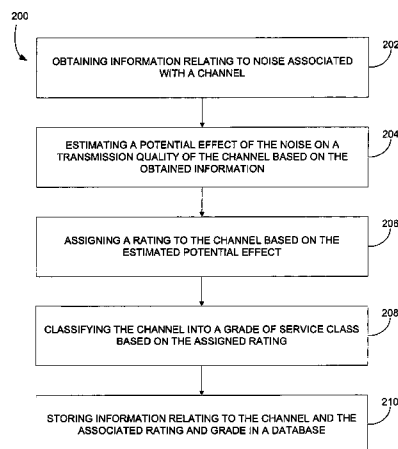 200
OBTAINING INFORMATION RELATING TO NOISE ASSOCIATED
WITH A CHANNEL
202
ESTIMATING A POTENTIAL EFFECT OF THE NOISE ON A
TRANSMISSION QUALITY OF THE CHANNEL BASED ON THE
OBTAINED INFORMATION
204
ASSIGNING A RATING TO THE CHANNEL BASED ON THE
ESTIMATED POTENTIAL EFFECT
206
CLASSIFYING THE CHANNEL INTO A GRADE OF SERVICE CLASS
BASED ON THE ASSIGNED RATING
208
STORING INFORMATION RELATING TO THE CHANNEL AND THE
ASSOCIATED RATING AND GRADE IN A DATABASE
210